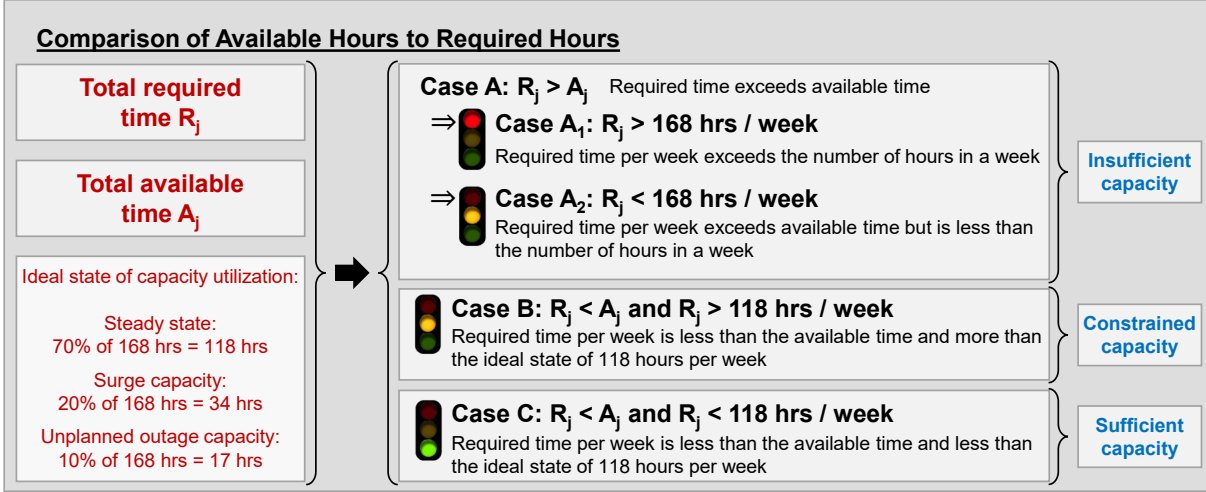 Comparison of Available Hours to Required Hours
Total required
time Rj
Total available
time Aj
Ideal state of capacity utilization:
Steady state:
70% of 168 hrs = 118 hrs
Surge capacity:
20% of 168 hrs = 34 hrs
Unplanned outage capacity:
10% of 168 hrs = 17 hrs
Case A: Rj > Aj Required time exceeds available time
⇒ Case A1: Rj > 168 hrs / week
Required time per week exceeds the number of hours in a week
⇒ Case A2: Rj < 168 hrs / week
Required time per week exceeds available time but is less than
the number of hours in a week
Insufficient
capacity
Case B: Rj < Aj and Rj > 118 hrs / week
Required time per week is less than the available time and more than
the ideal state of 118 hours per week
Constrained
capacity
Case C: Rj < Aj and Rj < 118 hrs / week
Required time per week is less than the available time and less than
the ideal state of 118 hours per week
Sufficient
capacity